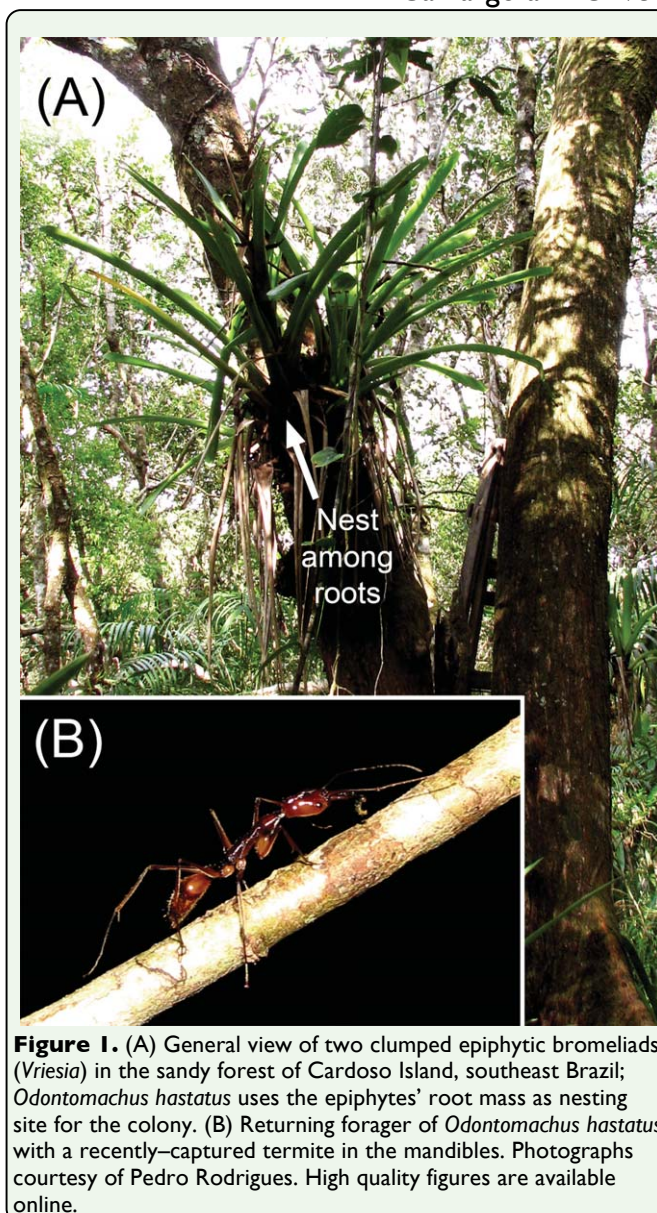 (A)
Nest
among
roots
(B)
Figure 1. (A) General view of two clumped epiphytic bromeliads
(Vriesia) in the sandy forest of Cardoso Island, southeast Brazil;
Odontomachus hastatus uses the epiphytes’ root mass as nesting
site for the colony. (B) Returning forager of Odontomachus hastatus
with a recently–captured termite in the mandibles. Photographs
courtesy of Pedro Rodrigues. High quality figures are available
online.